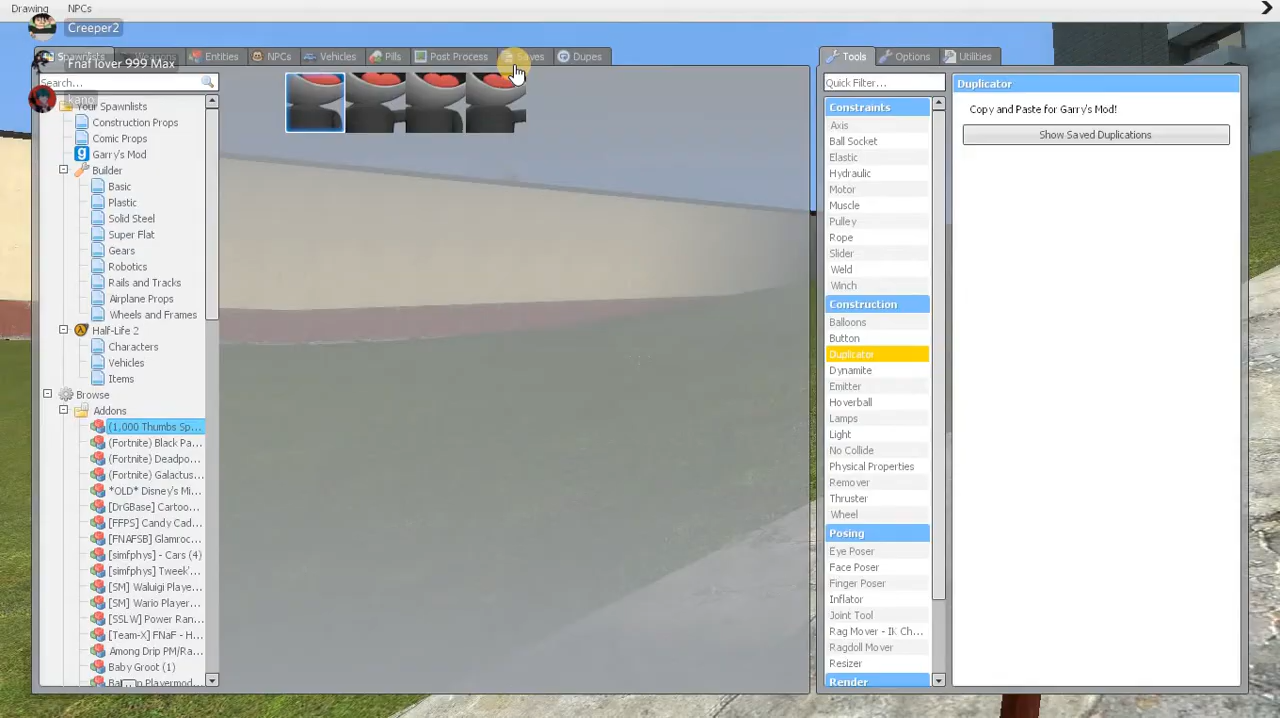 Drawing NPCs
Creeper2
Fnaf lover 999 Max
kano
Spawnlists Entities NPCs Vehicles Pills Post Process Saves Dupes
Search...
Your Spawnlists
Construction Props
Comic Props
Garry's Mod
Builder
Basic
Plastic
Solid Steel
Super Flat
Gears
Robotics
Rails and Tracks
Airplane Props
Wheels and Frames
Half-Life 2
Characters
Vehicles
Items
Browse
Addons
(1,000 Thumbs Sp...
(Fortnite) Black Pa...
(Fortnite) Deadpo...
(Fortnite) Galactus...
*OLD* Disney's Mi...
[DrGBase] Cartoo...
[FFPS] Candy Cad...
[FNAFSB] Glamroc...
[simfphys] - Cars (4)
[simfphys] Tweek'...
[SM] Waluigi Playe...
[SM] Wario Player...
[SSLW] Power Ran...
[Team-X] FNaF - H...
Among Drip PM/Ra...
Baby Groot (1)
Tools Options Utilities
Quick Filter...
Constraints
Axis
Ball Socket
Elastic
Hydraulic
Motor
Muscle
Pulley
Rope
Slider
Weld
Winch
Construction
Balloons
Button
Duplicator
Dynamite
Emitter
Hoverball
Lamps
Light
No Collide
Physical Properties
Remover
Thruster
Wheel
Posing
Eye Poser
Face Poser
Finger Poser
Inflator
Joint Tool
Rag Mover - IK Ch...
Ragdoll Mover
Resizer
Render
Duplicator
Copy and Paste for Garry's Mod!
Show Saved Duplications